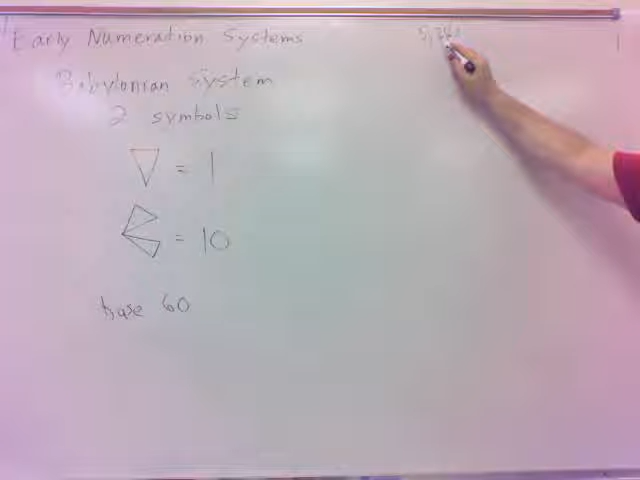 Early Numeration Systems
Babylonian System
2 symbols
= 1
= 10
base 60